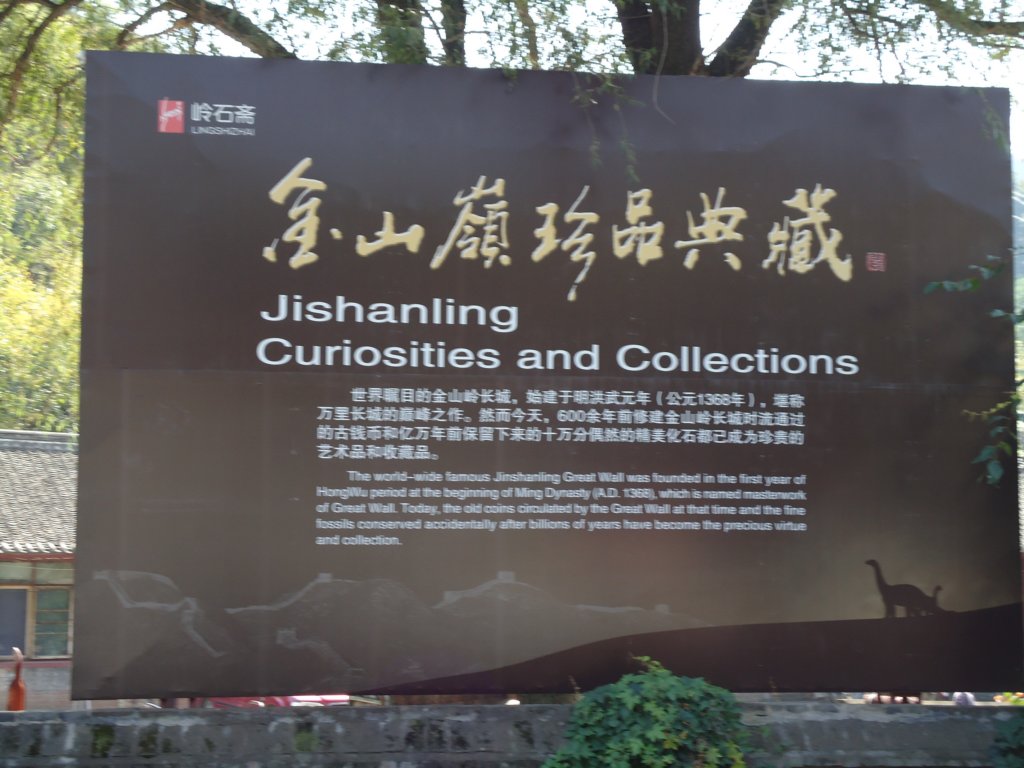 岭石斋
LINGSHIZHAI
金山嶺珍品典藏
Jishanling
Curiosities and Collections
世界瞩目的金山岭长城，始建于明洪武元年（公元1368年），堪称
万里长城的巅峰之作。然而今天，600余年前修建金山岭长城时流通过
的古钱币和亿万年前保留下来的十万分偶然的精美化石都已成为珍贵的
艺术品和收藏品。
The world-wide famous Jinshanling Great Wall was founded in the first year of
HongWu period at the beginning of Ming Dynasty (A.D. 1368), which is named masterwork
of Great Wall. Today, the old coins circulated by the Great Wall at that time and the fine
fossils conserved accidentally after billions of years have become the precious virtue
and collection.